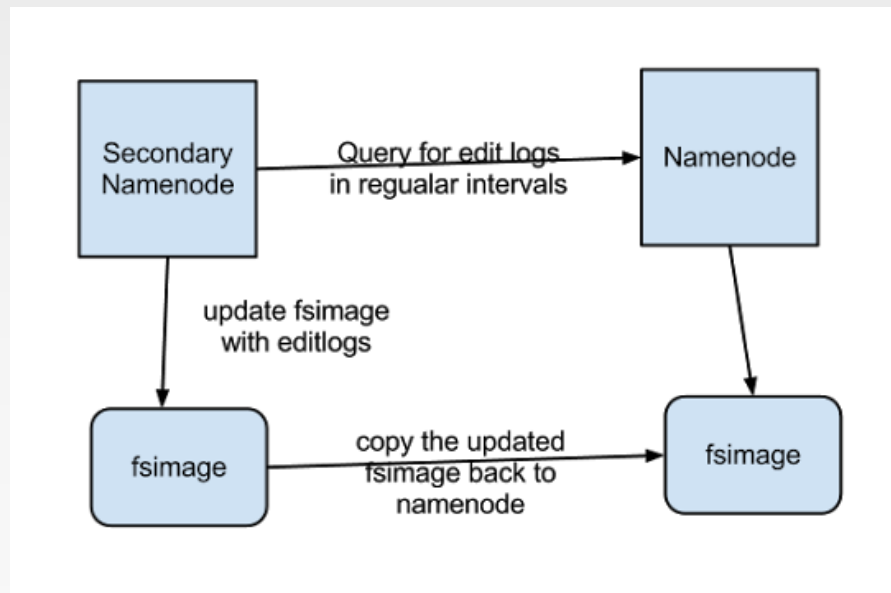 Secondary
Namenode
Query for edit logs
in regualar intervals
Namenode
update fsimage
with editlogs
fsimage
copy the updated
fsimage back to
namenode
fsimage